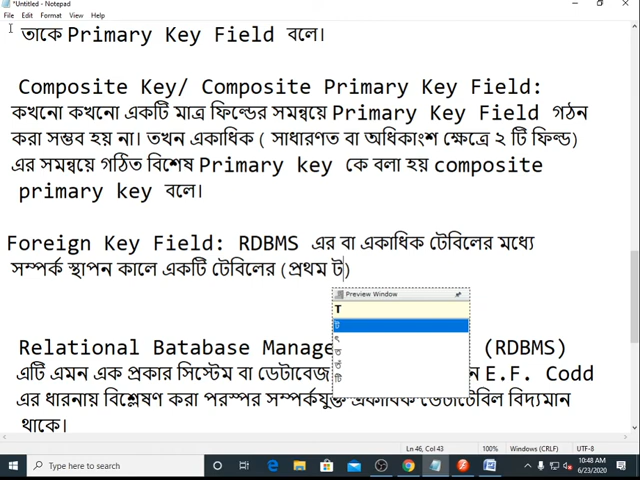 *Untitled - Notepad
File Edit Format View Help
তাকে Primary Key Field বলে।
Composite Key/ Composite Primary Key Field:
কখনো কখনো একটি মাত্র ফিল্ডের সমন্বয়ে Primary Key Field গঠন
করা সম্ভব হয় না। তখন একাধিক ( সাধারণত বা অধিকাংশ ক্ষেত্রে ২ টি ফিল্ড)
এর সমন্বয়ে গঠিত বিশেষ Primary key কে বলা হয় composite
primary key বলে।
Foreign Key Field: RDBMS এর বা একাধিক টেবিলের মধ্যে
সম্পর্ক স্থাপন কালে একটি টেবিলের (প্রথম ট)
Preview Window
T
ট
ৎ
ত
তঁ
টি
Relational Batabase Manage (RDBMS)
এটি এমন এক প্রকার সিস্টেম বা ডেটাবেজ ন E.F. Codd
এর ধারনায় বিশ্লেষণ করা পরস্পর সম্পর্কযুক্ত একাধিক ডেটাটেবিল বিদ্যমান
থাকে।
Ln 46, Col 43 100% Windows (CRLF) UTF-8
Type here to search
10:48 AM
6/23/2020